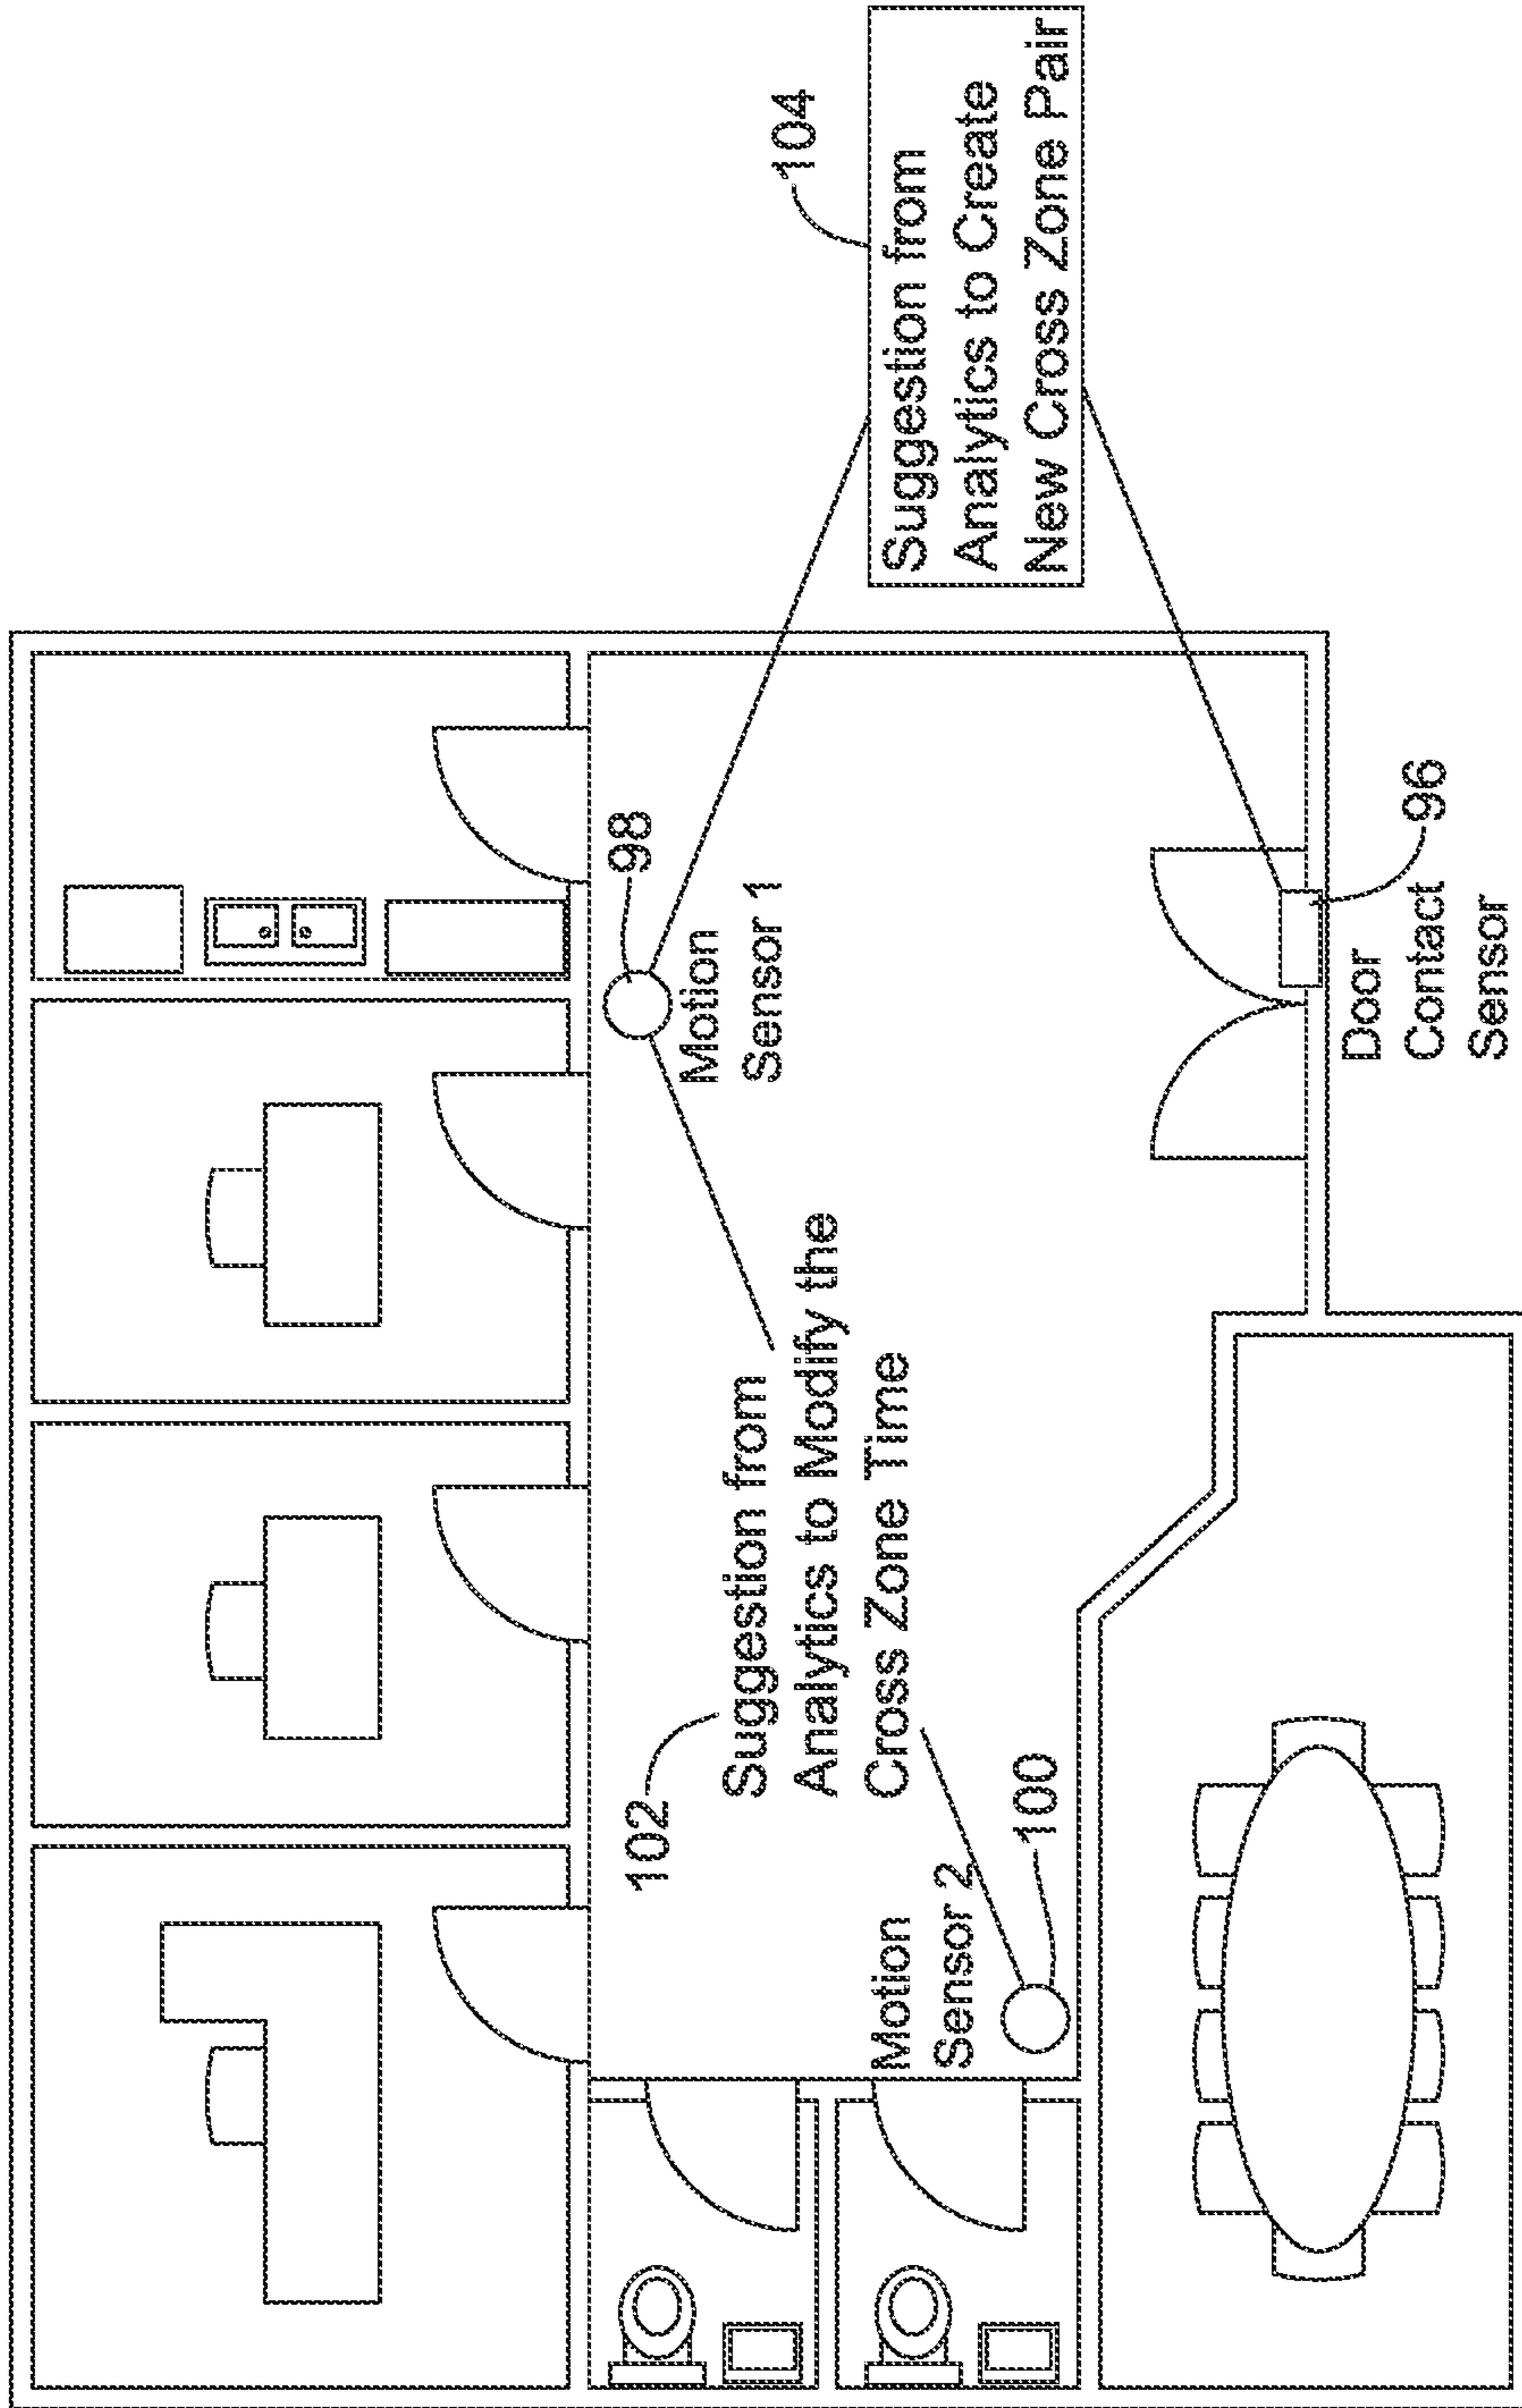 102
Suggestion from
Analytics to Modify the
Cross Zone Time
Motion
Sensor 2
100
98
Motion
Sensor 1
104
Suggestion from
Analytics to Create
New Cross Zone Pair
Door
Contact
Sensor
96